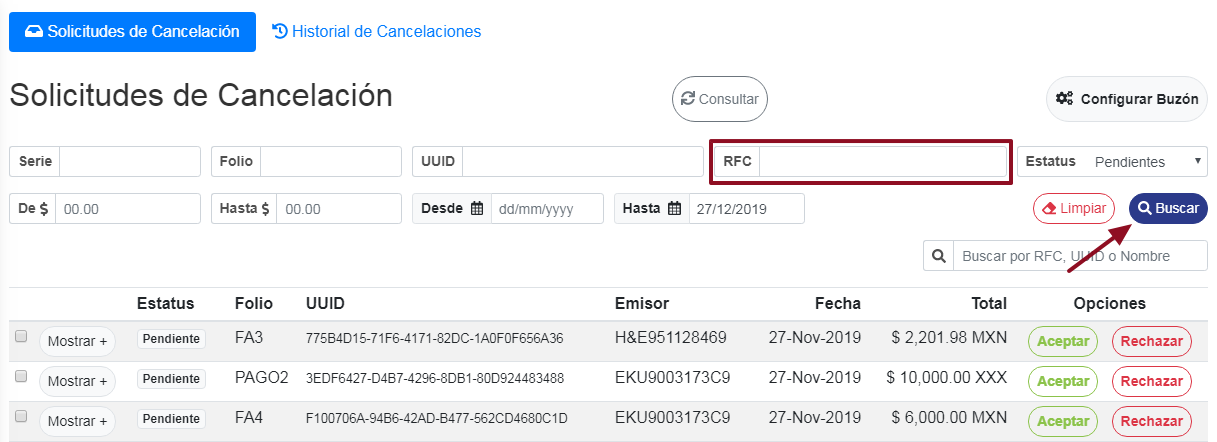 Solicitudes de Cancelación Historial de Cancelaciones
Solicitudes de Cancelación Consultar Configurar Buzón
Serie Folio UUID RFC Estatus Pendientes
De $ 00.00 Hasta $ 00.00 Desde dd/mm/yyyy Hasta 27/12/2019 Limpiar Buscar
Buscar por RFC, UUID o Nombre
Estatus Folio UUID Emisor Fecha Total Opciones
Mostrar + Pendiente FA3 775B4D15-71F6-4171-82DC-1A0F0F656A36 H&E951128469 27-Nov-2019 $ 2,201.98 MXN Aceptar Rechazar
Mostrar + Pendiente PAGO2 3EDF6427-D4B7-4296-8DB1-80D924483488 EKU9003173C9 27-Nov-2019 $ 10,000.00 XXX Aceptar Rechazar
Mostrar + Pendiente FA4 F100706A-94B6-42AD-B477-562CD4680C1D EKU9003173C9 27-Nov-2019 $ 6,000.00 MXN Aceptar Rechazar